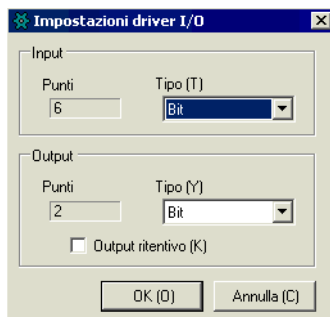 Impostazioni driver I/O
Input
Punti Tipo (T)
6 Bit
Output
Punti Tipo (Y)
2 Bit
Output ritentivo (K)
OK (O) Annulla (C)